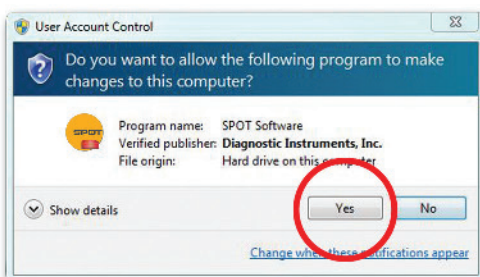 User Account Control
Do you want to allow the following program to make
changes to this computer?
SPOT
Program name: SPOT Software
Verified publisher: Diagnostic Instruments, Inc.
File origin: Hard drive on this computer
Show details
Yes
No
Change when these notifications appear